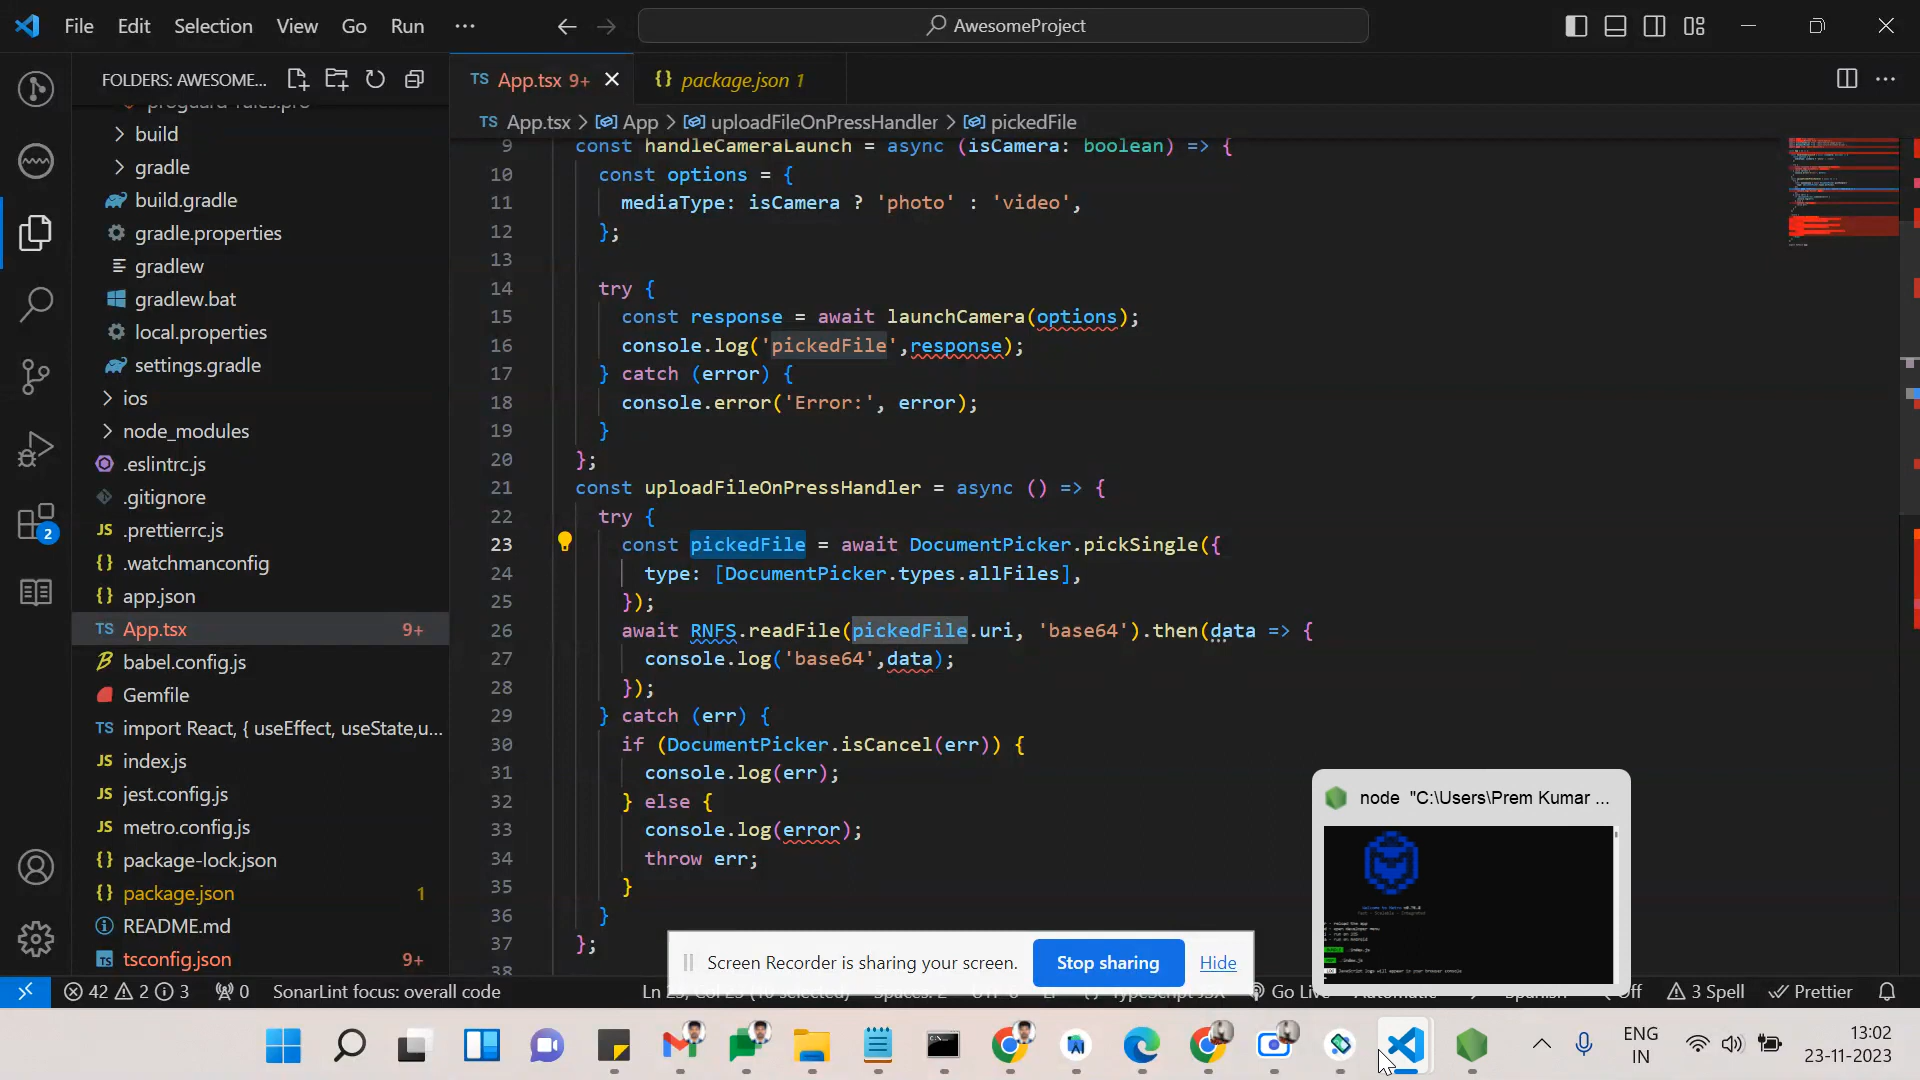 File Edit Selection View Go Run ···
AwesomeProject
FOLDERS: AWESOME...
TS App.tsx 9+
{} package.json 1
TS App.tsx > App > uploadFileOnPressHandler > pickedFile
proguard-rules.pro
build
gradle
build.gradle
gradle.properties
gradlew
gradlew.bat
local.properties
settings.gradle
ios
node_modules
.eslintrc.js
.gitignore
JS .prettierrc.js
{} .watchmanconfig
{} app.json
TS App.tsx 9+
babel.config.js
Gemfile
TS import React, { useEffect, useState,u...
JS index.js
JS jest.config.js
JS metro.config.js
{} package-lock.json
{} package.json 1
README.md
TS tsconfig.json 9+
2
9 const handleCameraLaunch = async (isCamera: boolean) => {
10 const options = {
11 mediaType: isCamera ? 'photo' : 'video',
12 };
13
14 try {
15 const response = await launchCamera(options);
16 console.log('pickedFile',response);
17 } catch (error) {
18 console.error('Error:', error);
19 }
20 };
21 const uploadFileOnPressHandler = async () => {
22 try {
23 const pickedFile = await DocumentPicker.pickSingle({
24 type: [DocumentPicker.types.allFiles],
25 });
26 await RNFS.readFile(pickedFile.uri, 'base64').then(data => {
27 console.log('base64',data);
28 });
29 } catch (err) {
30 if (DocumentPicker.isCancel(err)) {
31 console.log(err);
32 } else {
33 console.log(error);
34 throw err;
35 }
36 }
37 };
38
node "C:\Users\Prem Kumar ...
Screen Recorder is sharing your screen. Stop sharing Hide
42 2 3 0 SonarLint focus: overall code
Go Live
Off 3 Spell Prettier
ENG
IN
13:02
23-11-2023